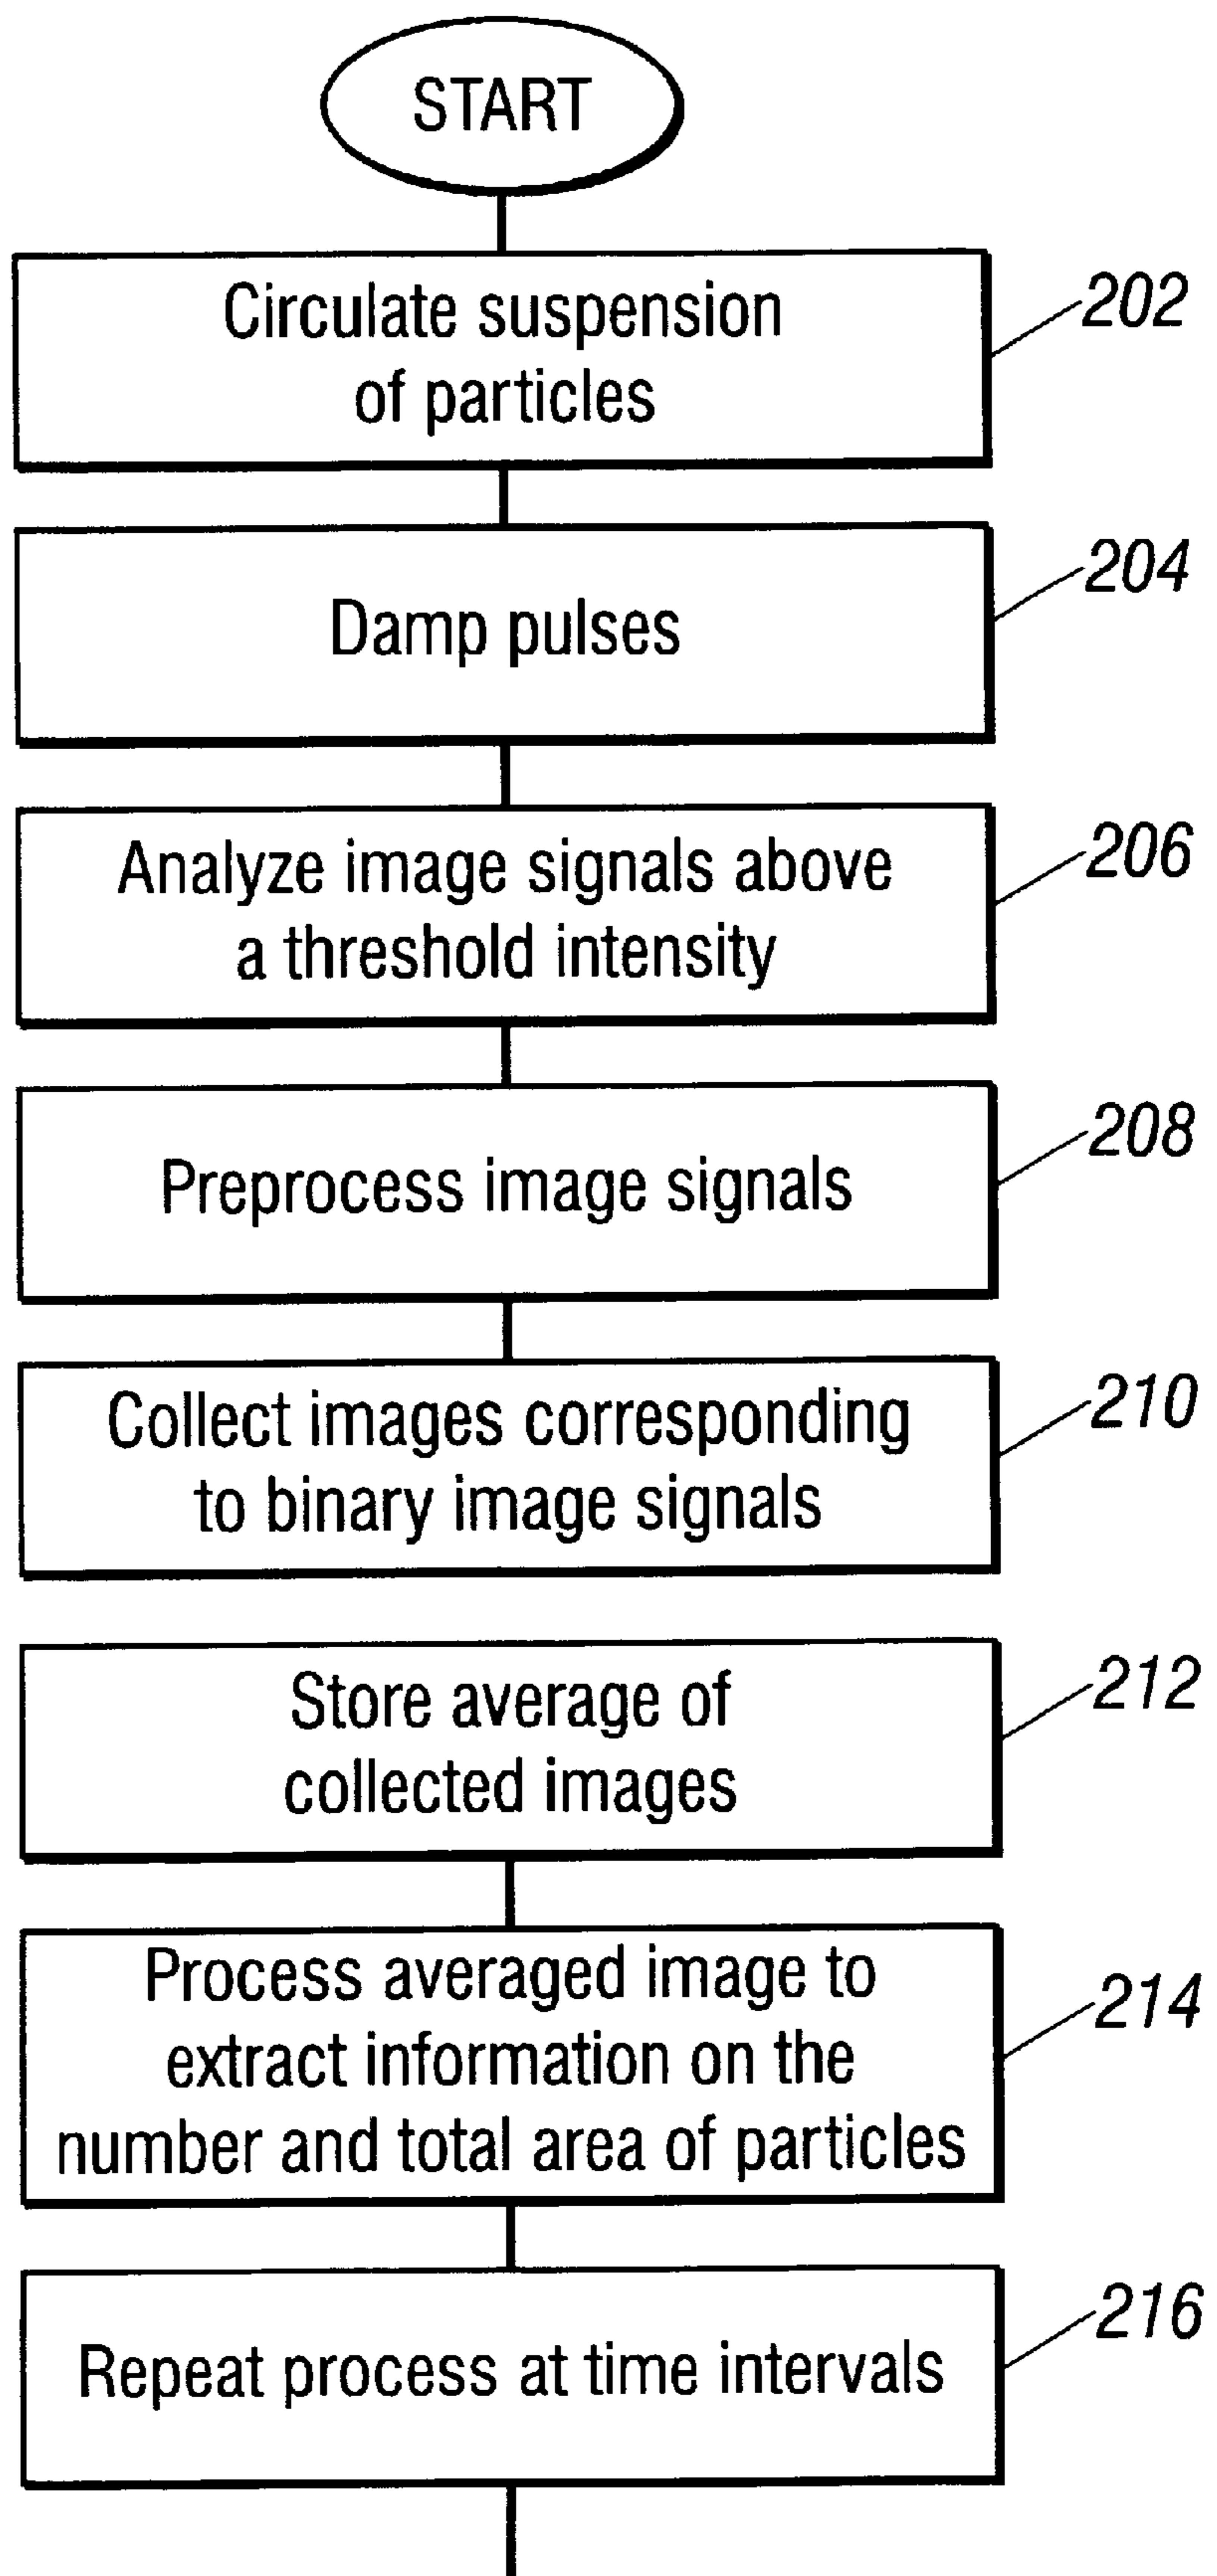 START
Circulate suspension
of particles
202
Damp pulses
204
Analyze image signals above
a threshold intensity
206
Preprocess image signals
208
Collect images corresponding
to binary image signals
210
Store average of
collected images
212
Process averaged image to
extract information on the
number and total area of particles
214
Repeat process at time intervals
216